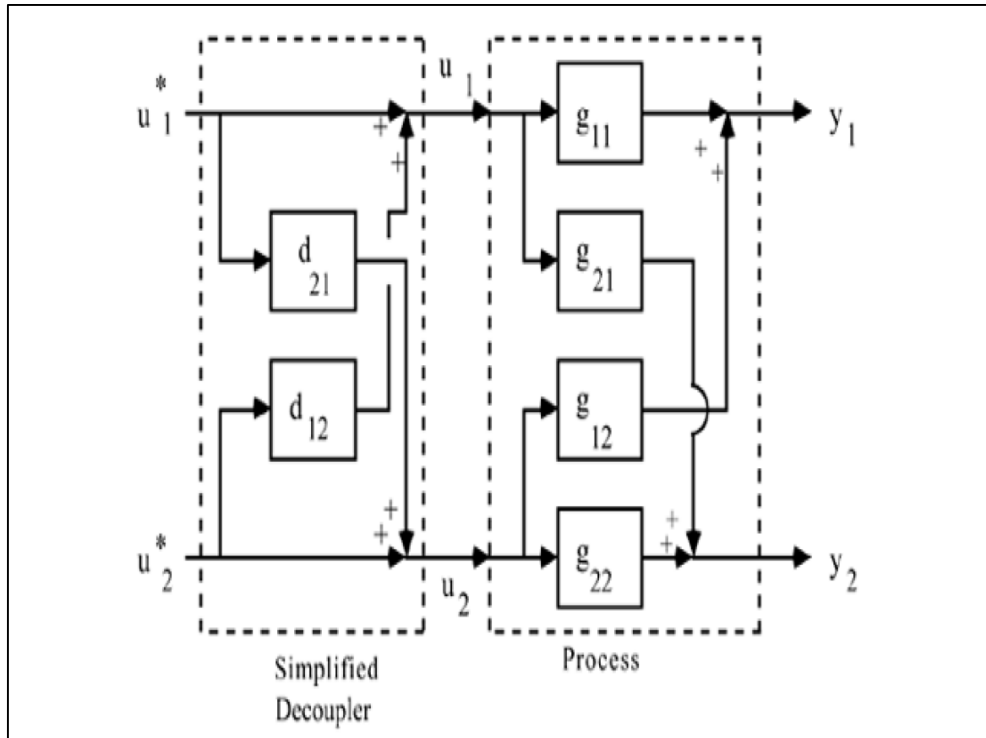 u*1
u1
g11
y1
+
+
+
+
d21
g21
d12
g12
+
+
+
+
u*2
u2
g22
y2
Simplified
Decoupler
Process